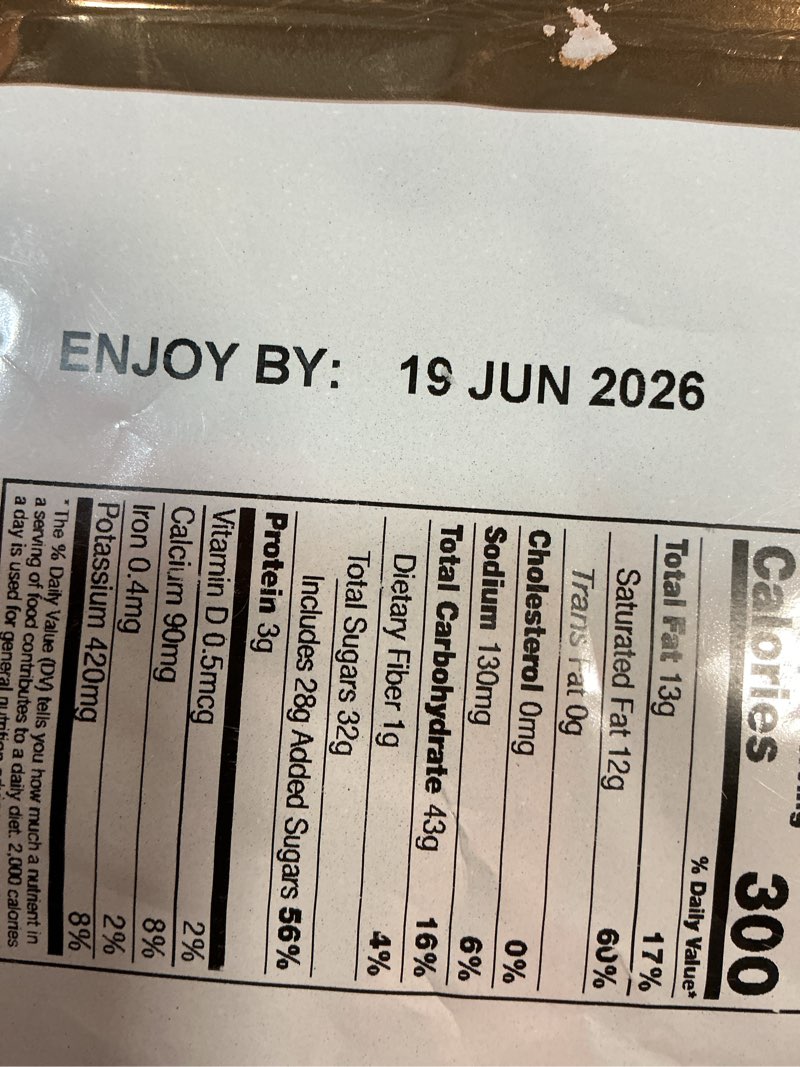 ENJOY BY: 19 JUN 2026
Calories 300
% Daily Value*
Total Fat 13g 17%
Saturated Fat 12g 60%
Trans Fat 0g
Cholesterol 0mg 0%
Sodium 130mg 6%
Total Carbohydrate 43g 16%
Dietary Fiber 1g 4%
Total Sugars 32g
Includes 28g Added Sugars 56%
Protein 3g
Vitamin D 0.5mcg 2%
Calcium 90mg 8%
Iron 0.4mg 2%
Potassium 420mg 8%
*The % Daily Value (DV) tells you how much a nutrient in
a serving of food contributes to a daily diet. 2,000 calories
a day is used for general nutrition